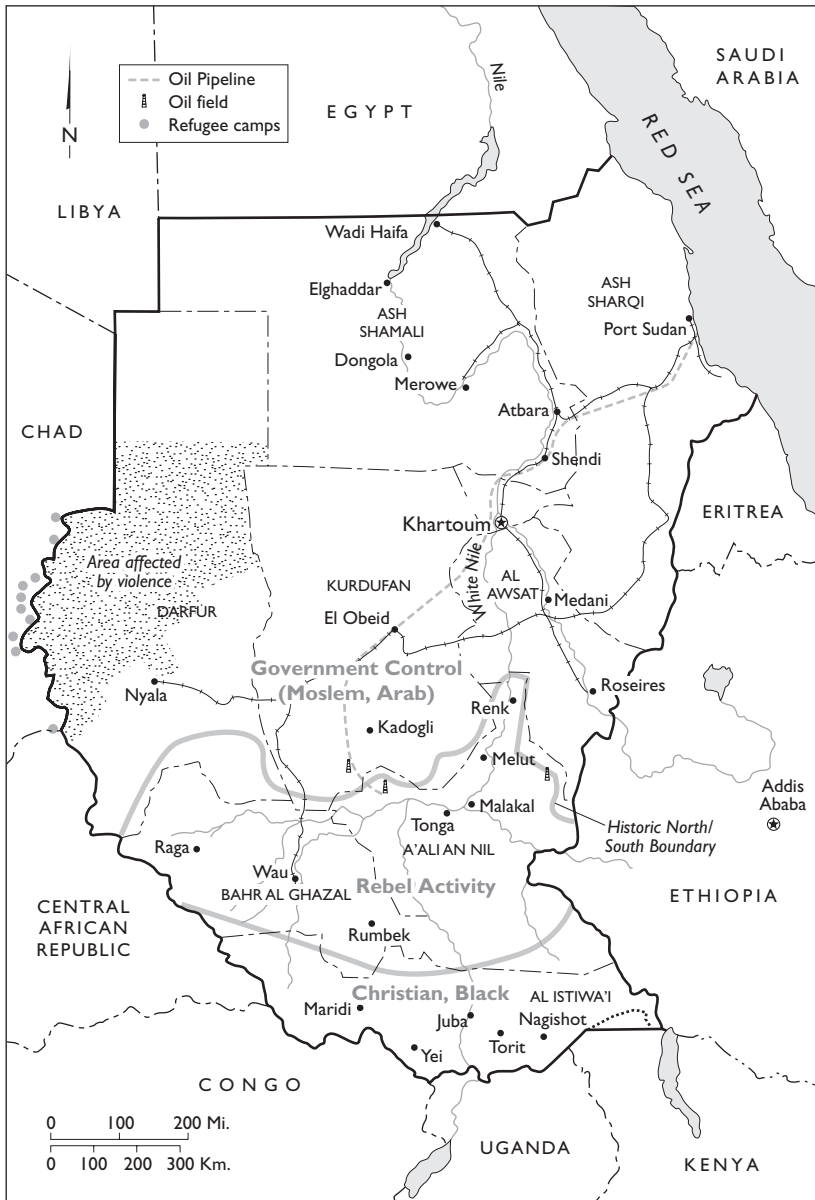 SAUDI
ARABIA
Oil Pipeline
Oil field
Refugee camps
N
Nile
EGYPT
RED SEA
LIBYA
Wadi Haifa
Elghaddar
ASH
SHAMALI
ASH
SHARQI
Port Sudan
Dongola
Merowe
CHAD
Atbara
Shendi
Khartoum
ERITREA
White Nile
Area affected
by violence
DARFUR
KURDUFAN
AL
AWSAT
Medani
El Obeid
Government Control
(Moslem, Arab)
Nyala
Renk
Roseires
Kadogli
Melut
Malakal
Tonga
Addis
Ababa
Historic North/
South Boundary
Raga
A'ALI AN NIL
Wau
BAHR AL GHAZAL
Rebel Activity
ETHIOPIA
CENTRAL
AFRICAN
REPUBLIC
Rumbek
Christian, Black
AL ISTIWA'I
Maridi
Juba
Nagishot
Yei
Torit
CONGO
0 100 200 Mi.
0 100 200 300 Km.
UGANDA
KENYA